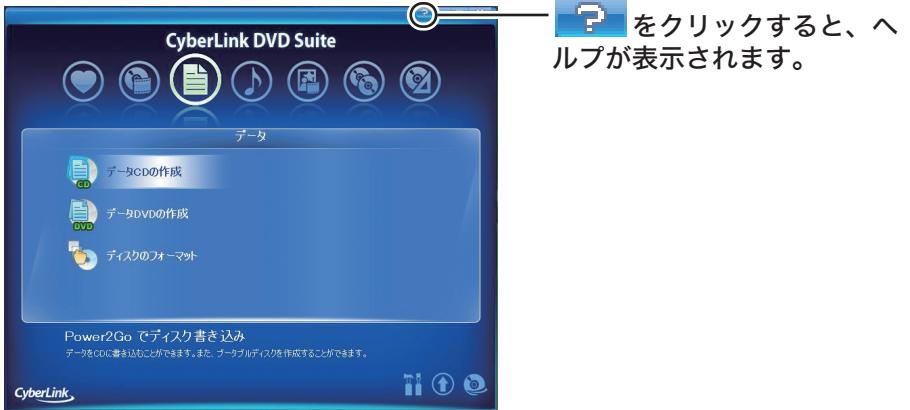 CyberLink DVD Suite
データ
データCDの作成
データDVDの作成
ディスクのフォーマット
Power2Go でディスク書き込み
データをCDに書き込むことができます。また、ブータブルディスクを作成することができます。
CyberLink
? をクリックすると、ヘ
ルプが表示されます。